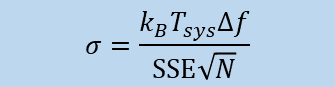 σ = k_B T_sys Δf / SSE√N